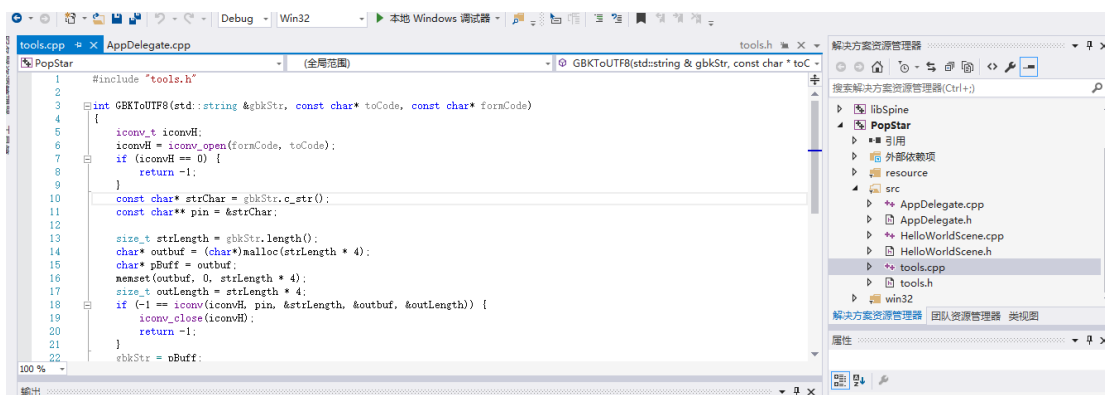 Debug Win32 本地 Windows 调试器
tools.cpp AppDelegate.cpp tools.h
PopStar (全局范围) GBKToUTF8(std::string & gbkStr, const char * toC
1 #include "tools.h"
2
3 int GBKToUTF8(std::string &gbkStr, const char* toCode, const char* formCode)
4 {
5 iconv_t iconvH;
6 iconvH = iconv_open(formCode, toCode);
7 if (iconvH == 0) {
8 return -1;
9 }
10 const char* strChar = gbkStr.c_str();
11 const char** pin = &strChar;
12
13 size_t strLength = gbkStr.length();
14 char* outbuf = (char*)malloc(strLength * 4);
15 char* pBuff = outbuf;
16 memset(outbuf, 0, strLength * 4);
17 size_t outLength = strLength * 4;
18 if (-1 == iconv(iconvH, pin, &strLength, &outbuf, &outLength)) {
19 iconv_close(iconvH);
20 return -1;
21 }
22 gbkStr = pBuff;
100 %
输出
解决方案资源管理器
搜索解决方案资源管理器(Ctrl+;)
libSpine
PopStar
引用
外部依赖项
resource
src
AppDelegate.cpp
AppDelegate.h
HelloWorldScene.cpp
HelloWorldScene.h
tools.cpp
tools.h
win32
解决方案资源管理器 团队资源管理器 类视图
属性